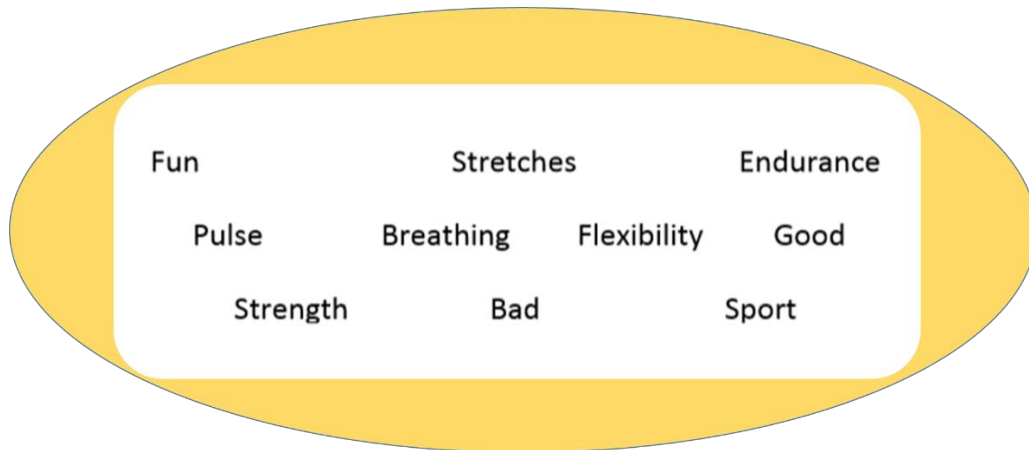 Fun Stretches Endurance
Pulse Breathing Flexibility Good
Strength Bad Sport